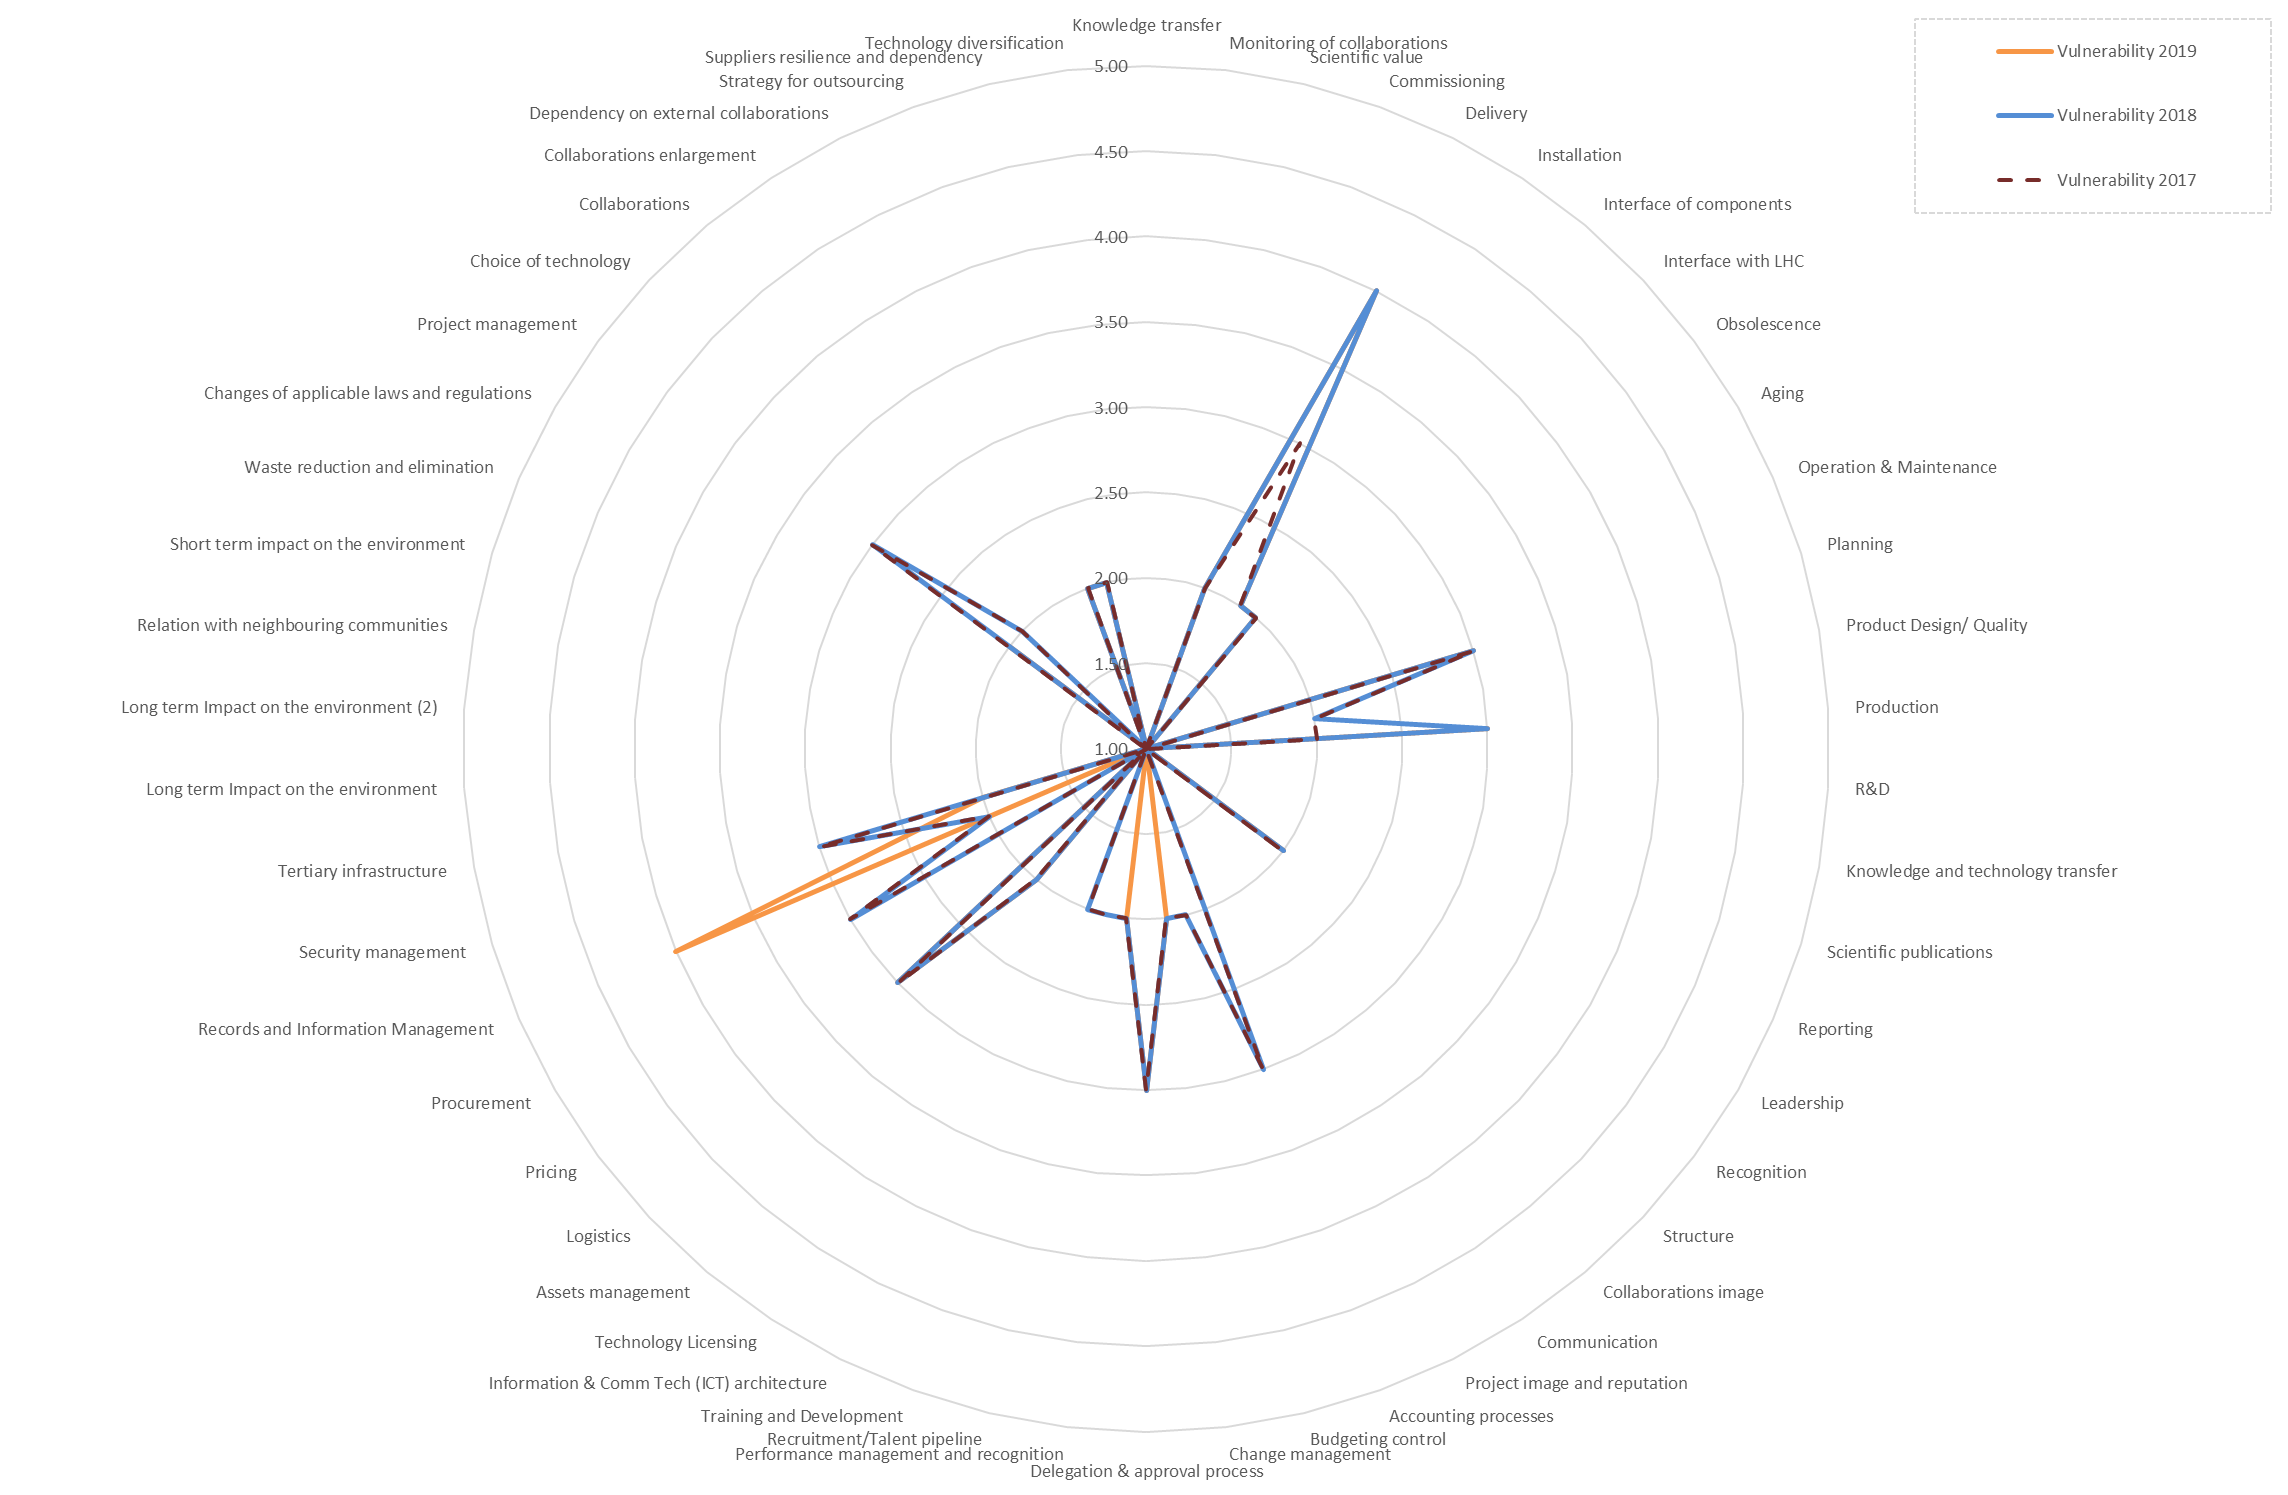 Knowledge transfer
Monitoring of collaborations
Scientific value
Commissioning
Delivery
Installation
Interface of components
Interface with LHC
Obsolescence
Aging
Operation & Maintenance
Planning
Product Design/ Quality
Production
R&D
Knowledge and technology transfer
Scientific publications
Reporting
Leadership
Recognition
Structure
Collaborations image
Communication
Project image and reputation
Accounting processes
Budgeting control
Change management
Delegation & approval process
Performance management and recognition
Recruitment/Talent pipeline
Training and Development
Information & Comm Tech (ICT) architecture
Technology Licensing
Assets management
Logistics
Pricing
Procurement
Records and Information Management
Security management
Tertiary infrastructure
Long term Impact on the environment
Long term Impact on the environment (2)
Relation with neighbouring communities
Short term impact on the environment
Waste reduction and elimination
Changes of applicable laws and regulations
Project management
Choice of technology
Collaborations
Collaborations enlargement
Dependency on external collaborations
Strategy for outsourcing
Suppliers resilience and dependency
Technology diversification
5.00
4.50
4.00
3.50
3.00
2.50
2.00
1.50
1.00
Vulnerability 2019
Vulnerability 2018
Vulnerability 2017